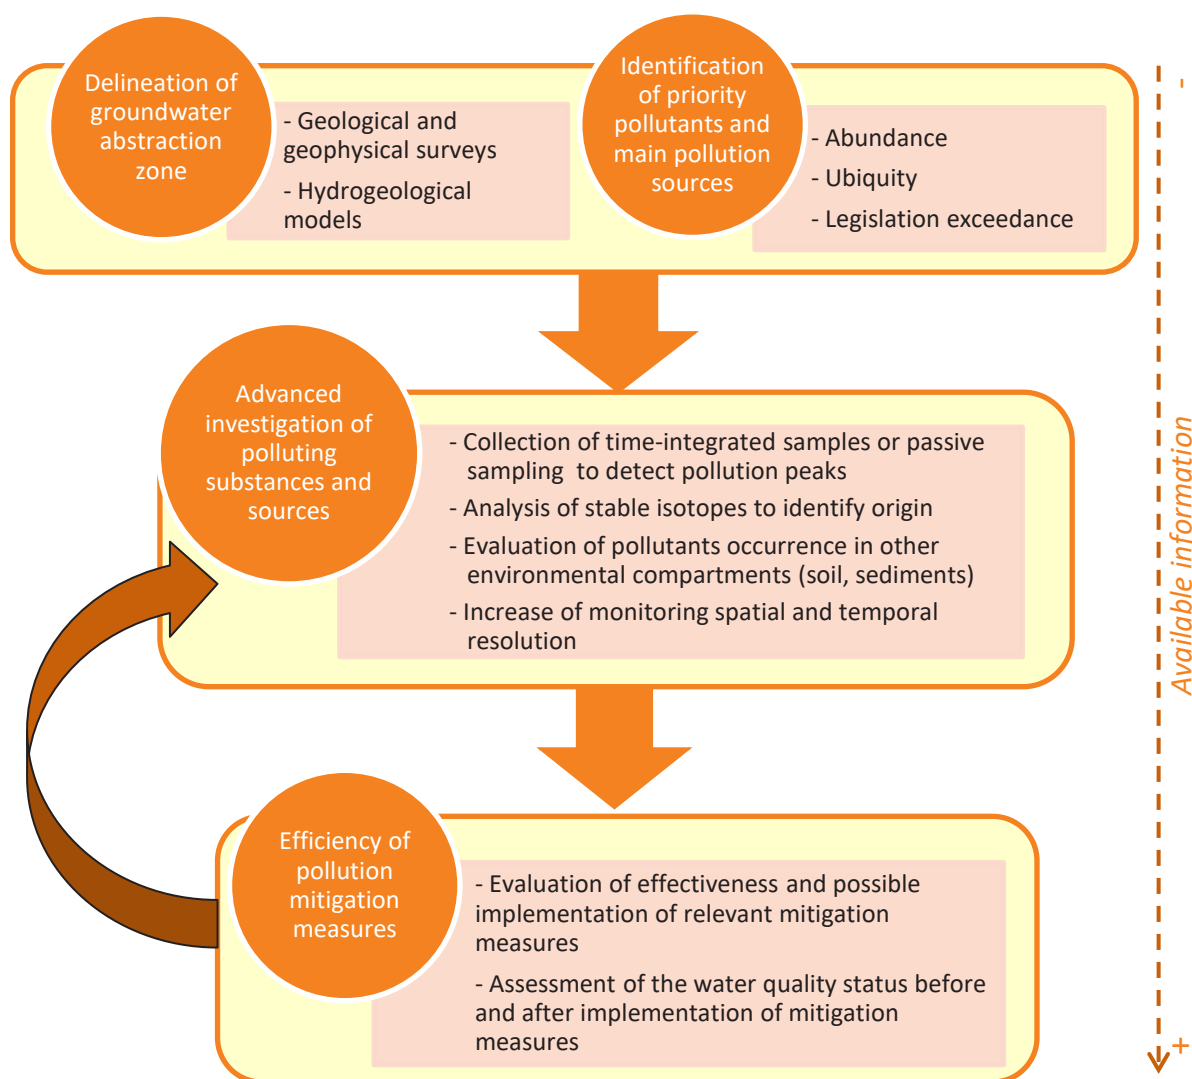 Delineation of
groundwater
abstraction
zone
- Geological and
geophysical surveys
- Hydrogeological
models
Identification
of priority
pollutants and
main pollution
sources
- Abundance
- Ubiquity
- Legislation exceedance
Advanced
investigation of
polluting
substances and
sources
- Collection of time-integrated samples or passive
sampling to detect pollution peaks
- Analysis of stable isotopes to identify origin
- Evaluation of pollutants occurrence in other
environmental compartments (soil, sediments)
- Increase of monitoring spatial and temporal
resolution
Efficiency of
pollution
mitigation
measures
- Evaluation of effectiveness and possible
implementation of relevant mitigation
measures
- Assessment of the water quality status before
and after implementation of mitigation
measures
-
Available information
+